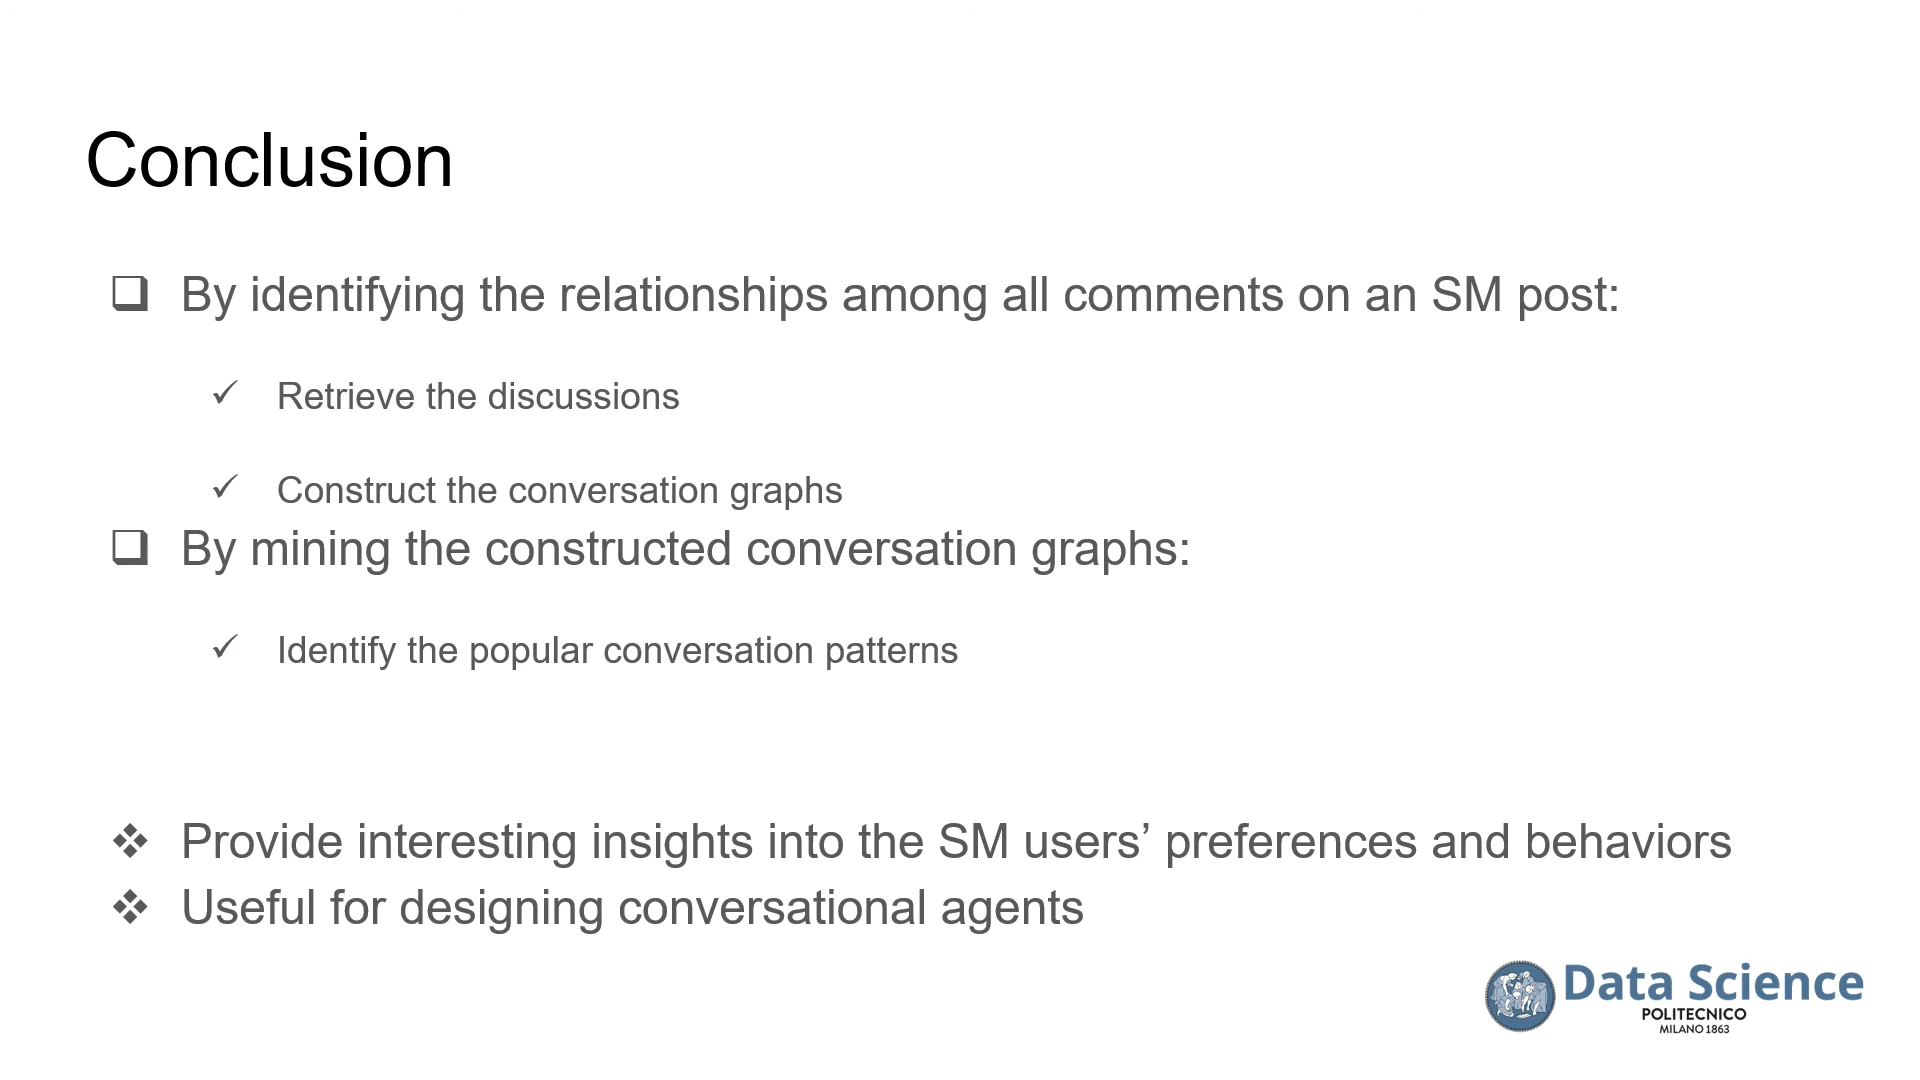 Conclusion
❑ By identifying the relationships among all comments on an SM post:
✓ Retrieve the discussions
✓ Construct the conversation graphs
❑ By mining the constructed conversation graphs:
✓ Identify the popular conversation patterns
❖ Provide interesting insights into the SM users’ preferences and behaviors
❖ Useful for designing conversational agents
Data Science
POLITECNICO
MILANO 1863